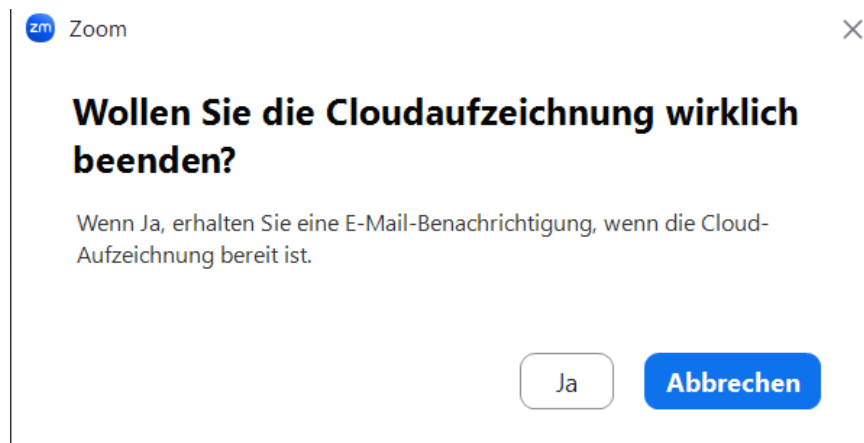 zm Zoom
Wollen Sie die Cloudaufzeichnung wirklich
beenden?
Wenn Ja, erhalten Sie eine E-Mail-Benachrichtigung, wenn die Cloud-
Aufzeichnung bereit ist.
Ja Abbrechen